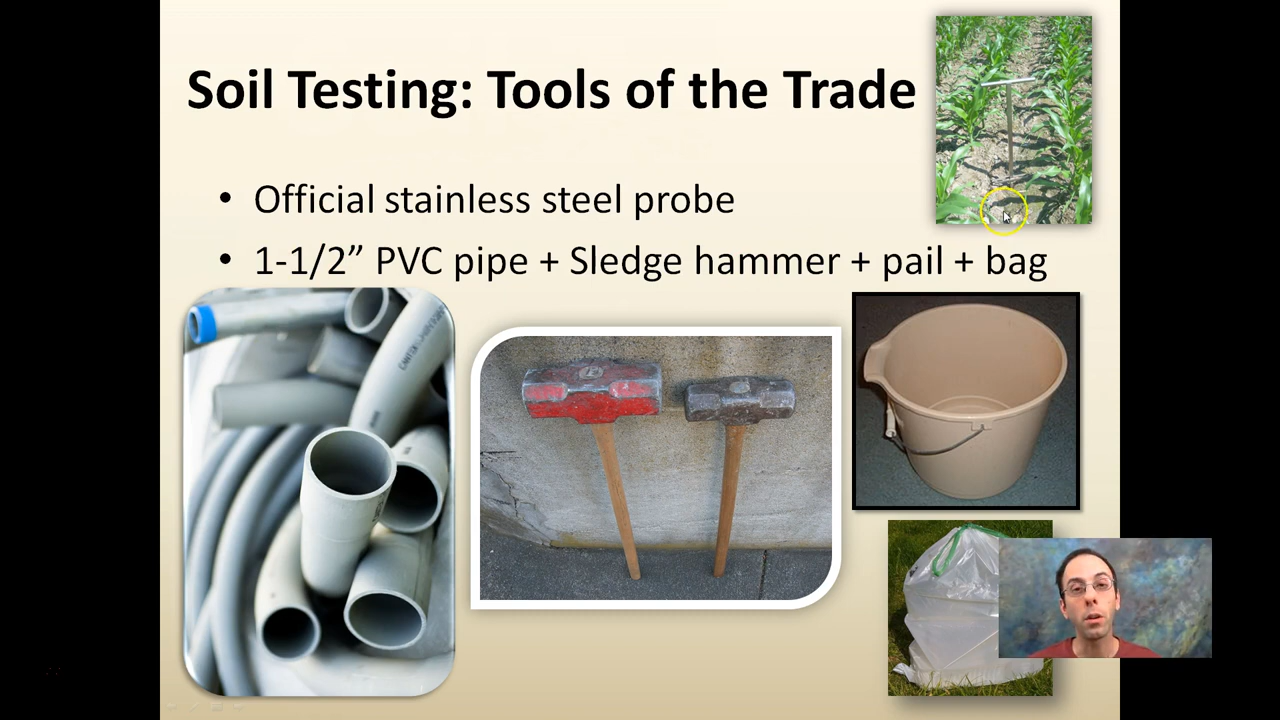 Soil Testing: Tools of the Trade
• Official stainless steel probe
• 1-1/2” PVC pipe + Sledge hammer + pail + bag